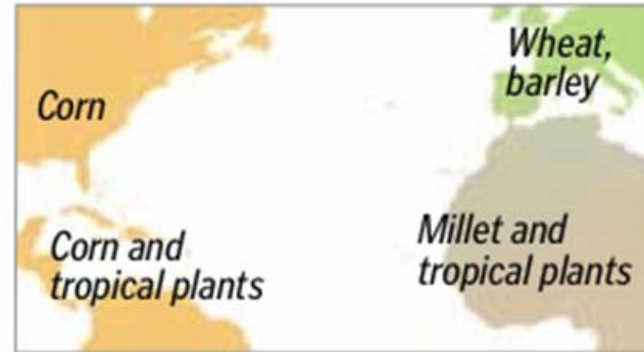 Corn
Wheat,
barley
Corn and
tropical plants
Millet and
tropical plants